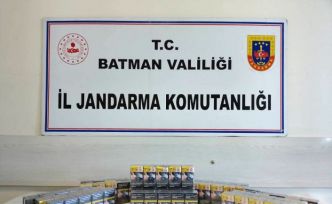 T.C.
BATMAN VALİLİĞİ
İL JANDARMA KOMUTANLIĞI